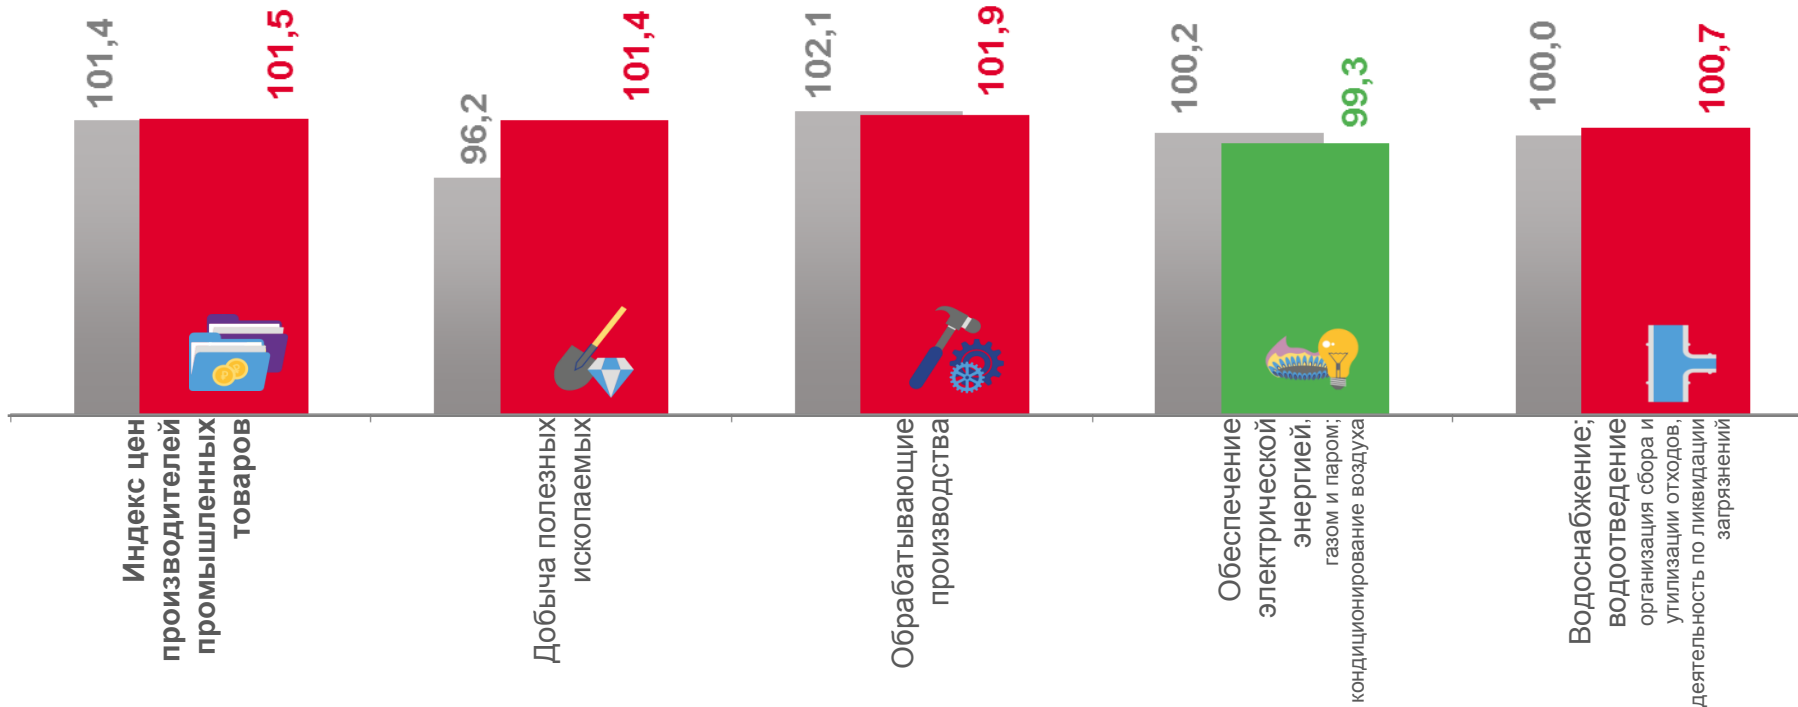 101,4
101,5
96,2
101,4
102,1
101,9
100,2
99,3
100,0
100,7
Индекс цен
производителей
промышленных
товаров
Добыча полезных
ископаемых
Обрабатывающие
производства
Обеспечение
электрической
энергией,
газом и паром;
кондиционирование воздуха
Водоснабжение;
водоотведение
организация сбора и
утилизации отходов,
деятельность по ликвидации
загрязнений